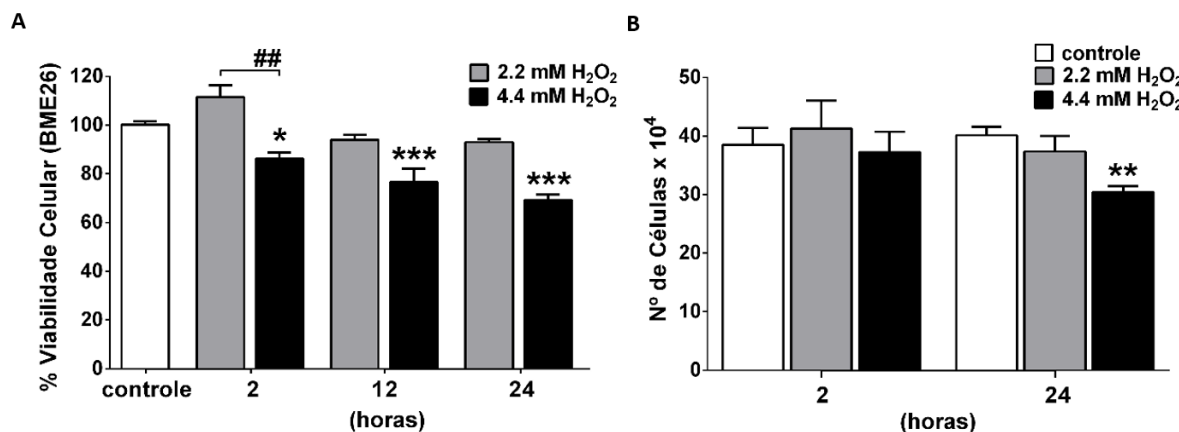 A
% Viabilidade Celular (BME26)
120
100
80
60
40
20
0
##
*
***
***
2.2 mM H₂O₂
4.4 mM H₂O₂
controle 2 12 24
(horas)
B
Nº de Células x 10⁴
50
40
30
20
10
0
controle
2.2 mM H₂O₂
4.4 mM H₂O₂
**
2 24
(horas)